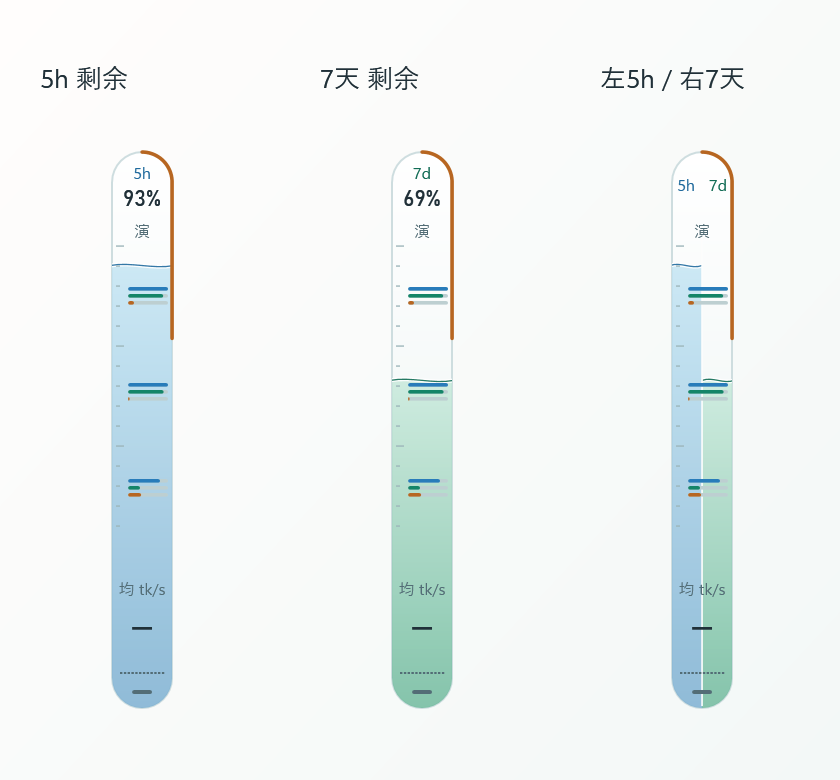 5h 剩余
7天 剩余
左5h / 右7天
5h
93%
演
均 tk/s
—
7d
69%
演
均 tk/s
—
5h 7d
演
均 tk/s
—